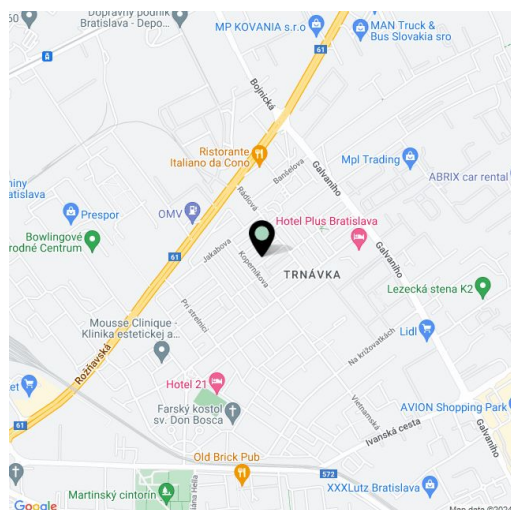 60
Dopravný podnik
Bratislava - Depo...
MP KOVANIA s.r.o
MAN Truck &
Bus Slovakia sro
61
Bojnická
Ristorante
Italiano da Cono
Banšelova
Galvaniho
Mpl Trading
ABRIX car rental
Rádiová
OMV
Prespor
Hotel Plus Bratislava
Bowlingové
rodné Centrum
Jakabova
Kopernikova
61
TRNÁVKA
Galvaniho
Lezecká stena K2
Pri strelnici
Mousse Clinique -
Klinika estetickej a...
Na križovatkách
Lidl
Rožňavská
Hotel 21
Vietnamská
Farský kostol
sv. Don Bosca
AVION Shopping Park
61
Ivanská cesta
Galvaniho
Old Brick Pub
572
XXXLutz Bratislava
Martinský cintorín
Google
Map data ©2024